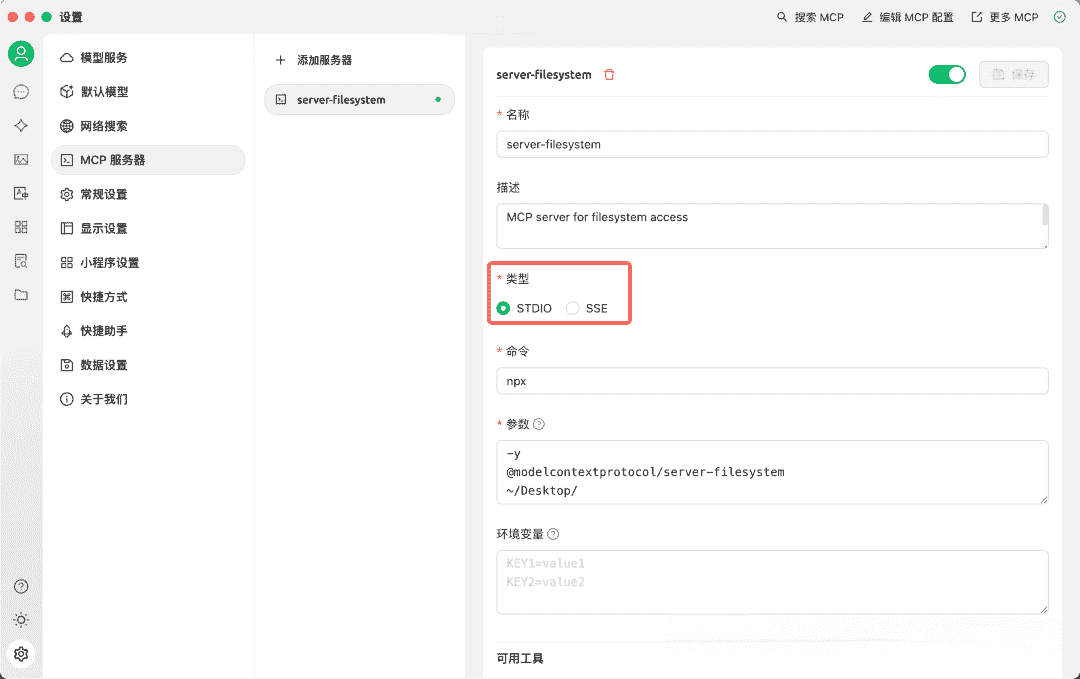 设置
搜索 MCP
编辑 MCP 配置
更多 MCP
模型服务
默认模型
网络搜索
MCP 服务器
常规设置
显示设置
小程序设置
快捷方式
快捷助手
数据设置
关于我们
添加服务器
server-filesystem
server-filesystem
保存
* 名称
server-filesystem
描述
MCP server for filesystem access
* 类型
STDIO
SSE
* 命令
npx
* 参数
-y
@modelcontextprotocol/server-filesystem
~/Desktop/
环境变量
KEY1=value1
KEY2=value2
可用工具